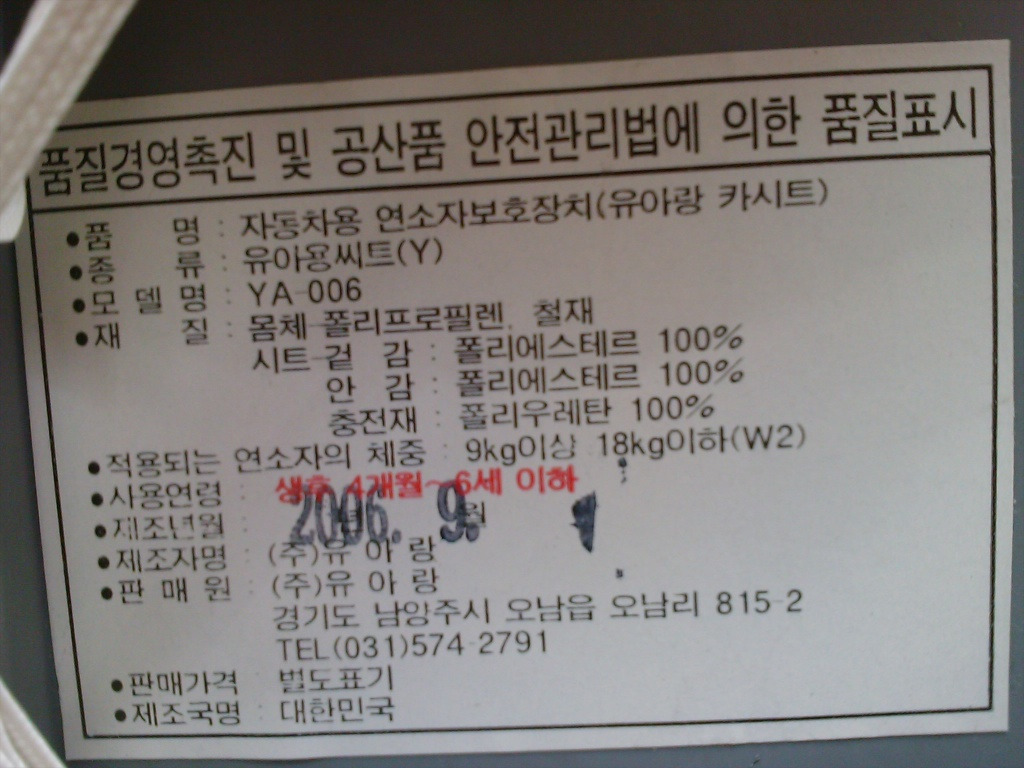 품질경영촉진 및 공산품 안전관리법에 의한 품질표시
•품 명 : 자동차용 연소자보호장치(유아랑 카시트)
•종 류 : 유아용씨트(Y)
•모 델 명 : YA-006
•재 질 : 몸체-폴리프로필렌, 철재
시트-겉 감 : 폴리에스테르 100%
안 감 : 폴리에스테르 100%
충전재 : 폴리우레탄 100%
•적용되는 연소자의 체중 : 9kg이상 18kg이하(W2)
•사용연령 : 생후 4개월~6세 이하
•제조년월 : 2006. 9. 월
•제조자명 : (주)유 아 랑
•판 매 원 : (주)유 아 랑
경기도 남양주시 오남읍 오남리 815-2
TEL(031)574-2791
•판매가격 : 별도표기
•제조국명 : 대한민국